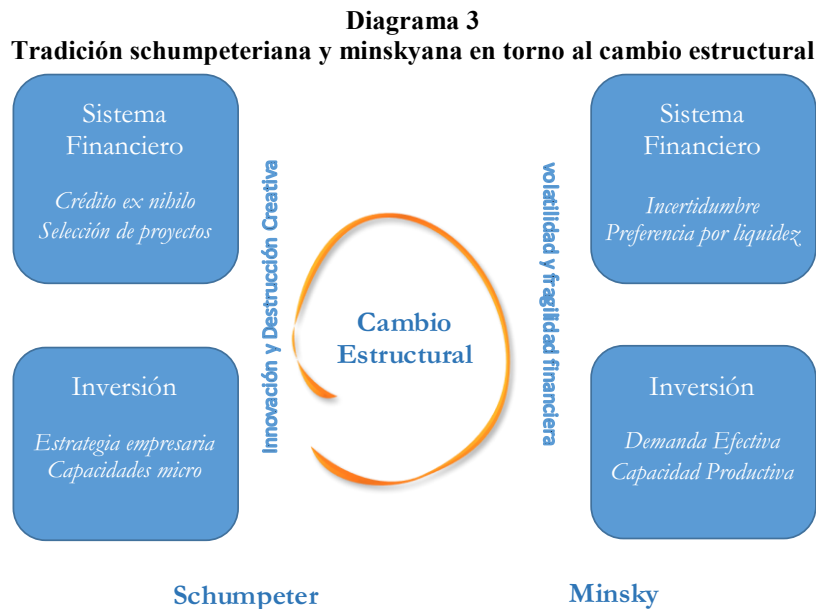 Diagrama 3
Tradición schumpeteriana y minskyana en torno al cambio estructural
Sistema
Financiero
Crédito ex nihilo
Selección de proyectos
Inversión
Estrategia empresaria
Capacidades micro
Innovación y Destrucción Creativa
Cambio
Estructural
volatilidad y fragilidad financiera
Sistema
Financiero
Incertidumbre
Preferencia por liquidez
Inversión
Demanda Efectiva
Capacidad Productiva
Schumpeter
Minsky